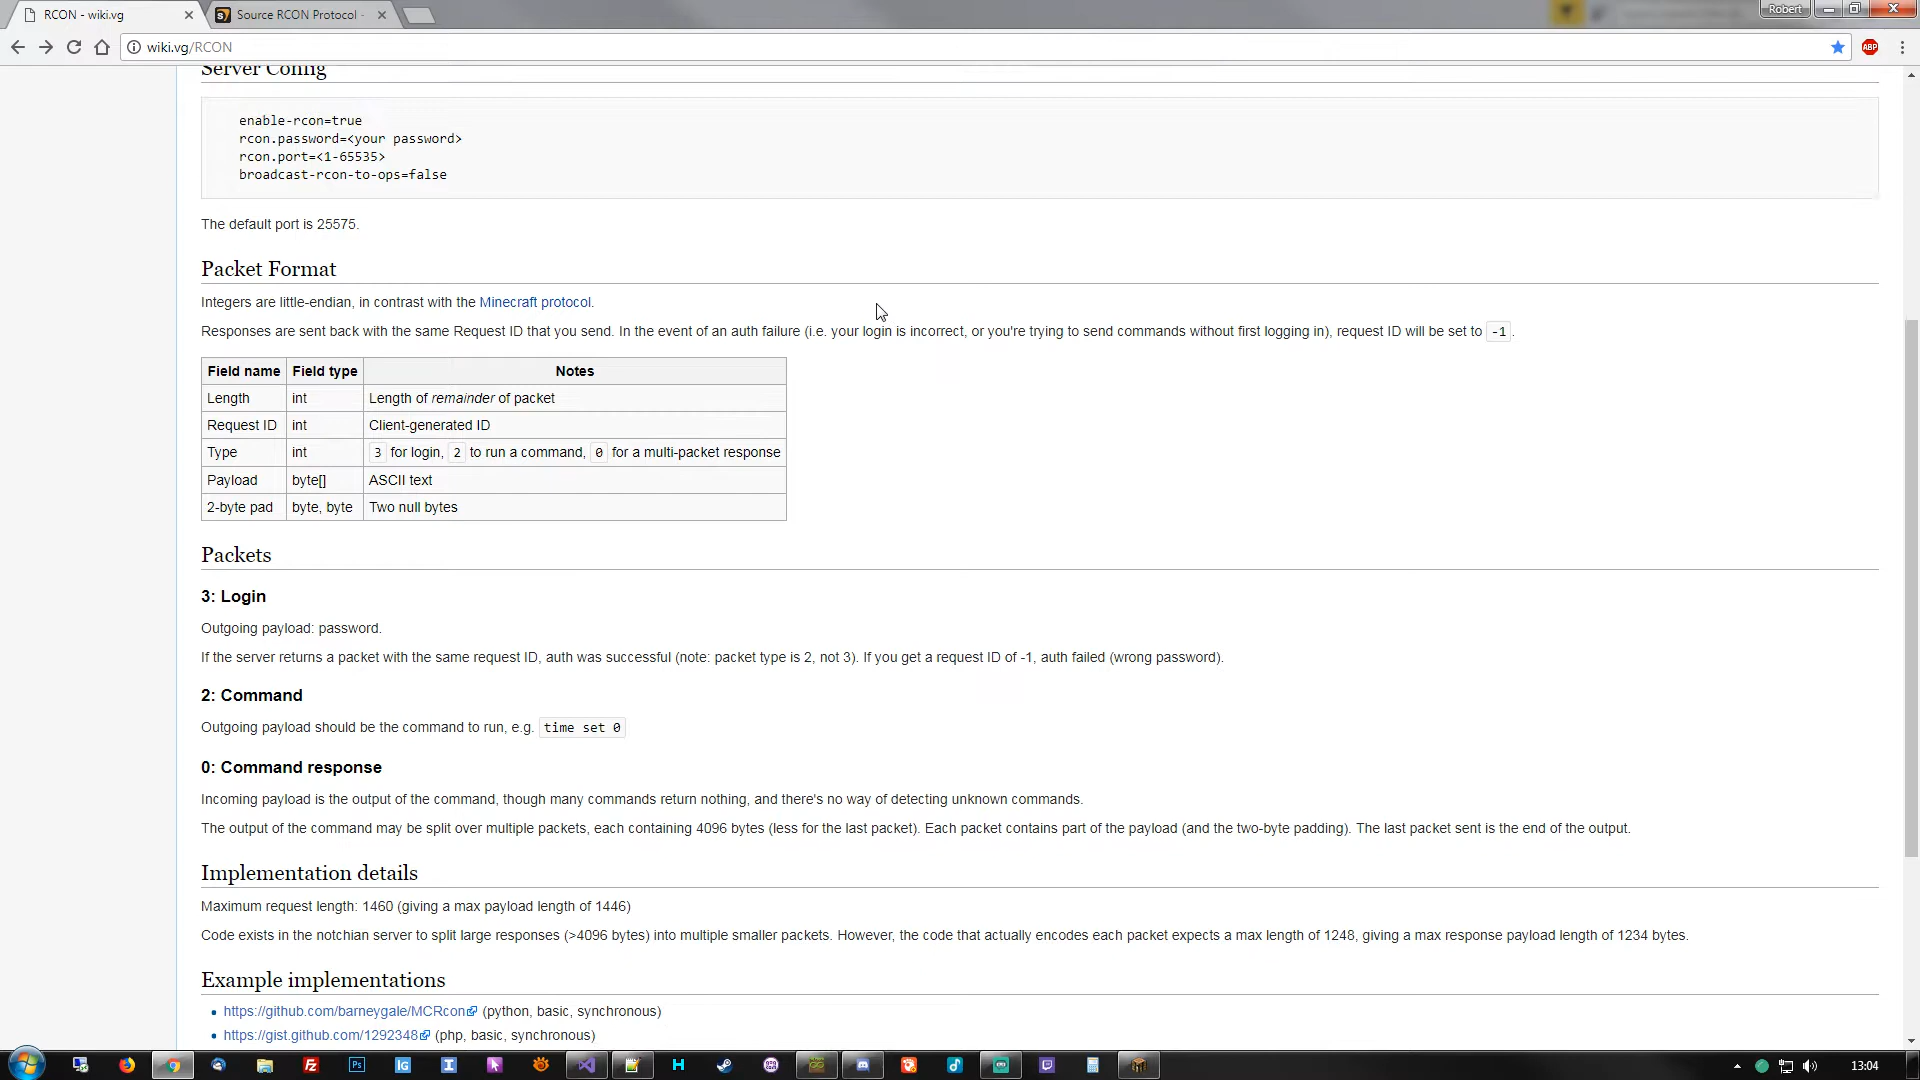 RCON - wiki.vg
Source RCON Protocol -
Robert
wiki.vg/RCON
ABP
Server Config
enable-rcon=true
rcon.password=<your password>
rcon.port=<1-65535>
broadcast-rcon-to-ops=false
The default port is 25575.
Packet Format
Integers are little-endian, in contrast with the Minecraft protocol.
Responses are sent back with the same Request ID that you send. In the event of an auth failure (i.e. your login is incorrect, or you're trying to send commands without first logging in), request ID will be set to -1 .
Field name Field type Notes
Length int Length of remainder of packet
Request ID int Client-generated ID
Type int 3 for login, 2 to run a command, 0 for a multi-packet response
Payload byte[] ASCII text
2-byte pad byte, byte Two null bytes
Packets
3: Login
Outgoing payload: password.
If the server returns a packet with the same request ID, auth was successful (note: packet type is 2, not 3). If you get a request ID of -1, auth failed (wrong password).
2: Command
Outgoing payload should be the command to run, e.g. time set 0
0: Command response
Incoming payload is the output of the command, though many commands return nothing, and there's no way of detecting unknown commands.
The output of the command may be split over multiple packets, each containing 4096 bytes (less for the last packet). Each packet contains part of the payload (and the two-byte padding). The last packet sent is the end of the output.
Implementation details
Maximum request length: 1460 (giving a max payload length of 1446)
Code exists in the notchian server to split large responses (>4096 bytes) into multiple smaller packets. However, the code that actually encodes each packet expects a max length of 1248, giving a max response payload length of 1234 bytes.
Example implementations
https://github.com/barneygale/MCRcon (python, basic, synchronous)
https://gist.github.com/1292348 (php, basic, synchronous)
13:04